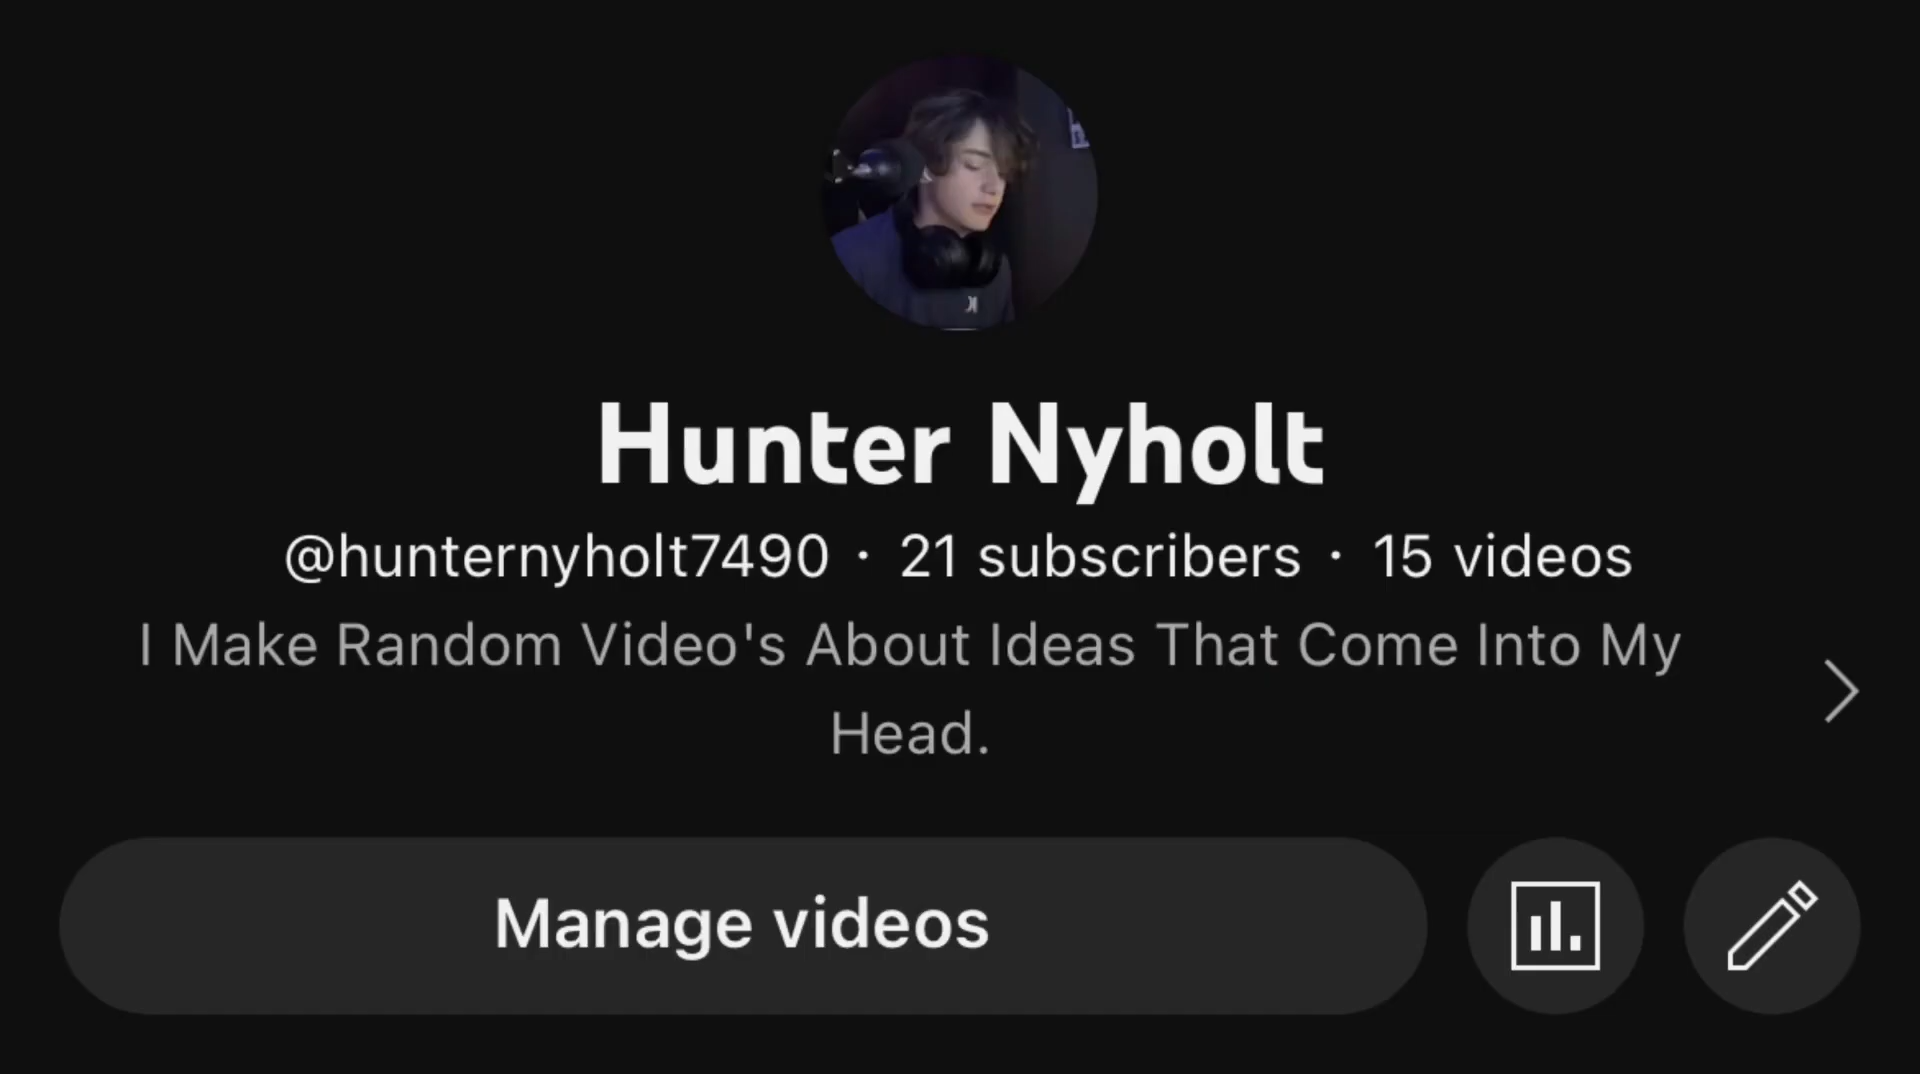 Hunter Nyholt
@hunternyholt7490 · 21 subscribers · 15 videos
I Make Random Video's About Ideas That Come Into My
Head.
Manage videos